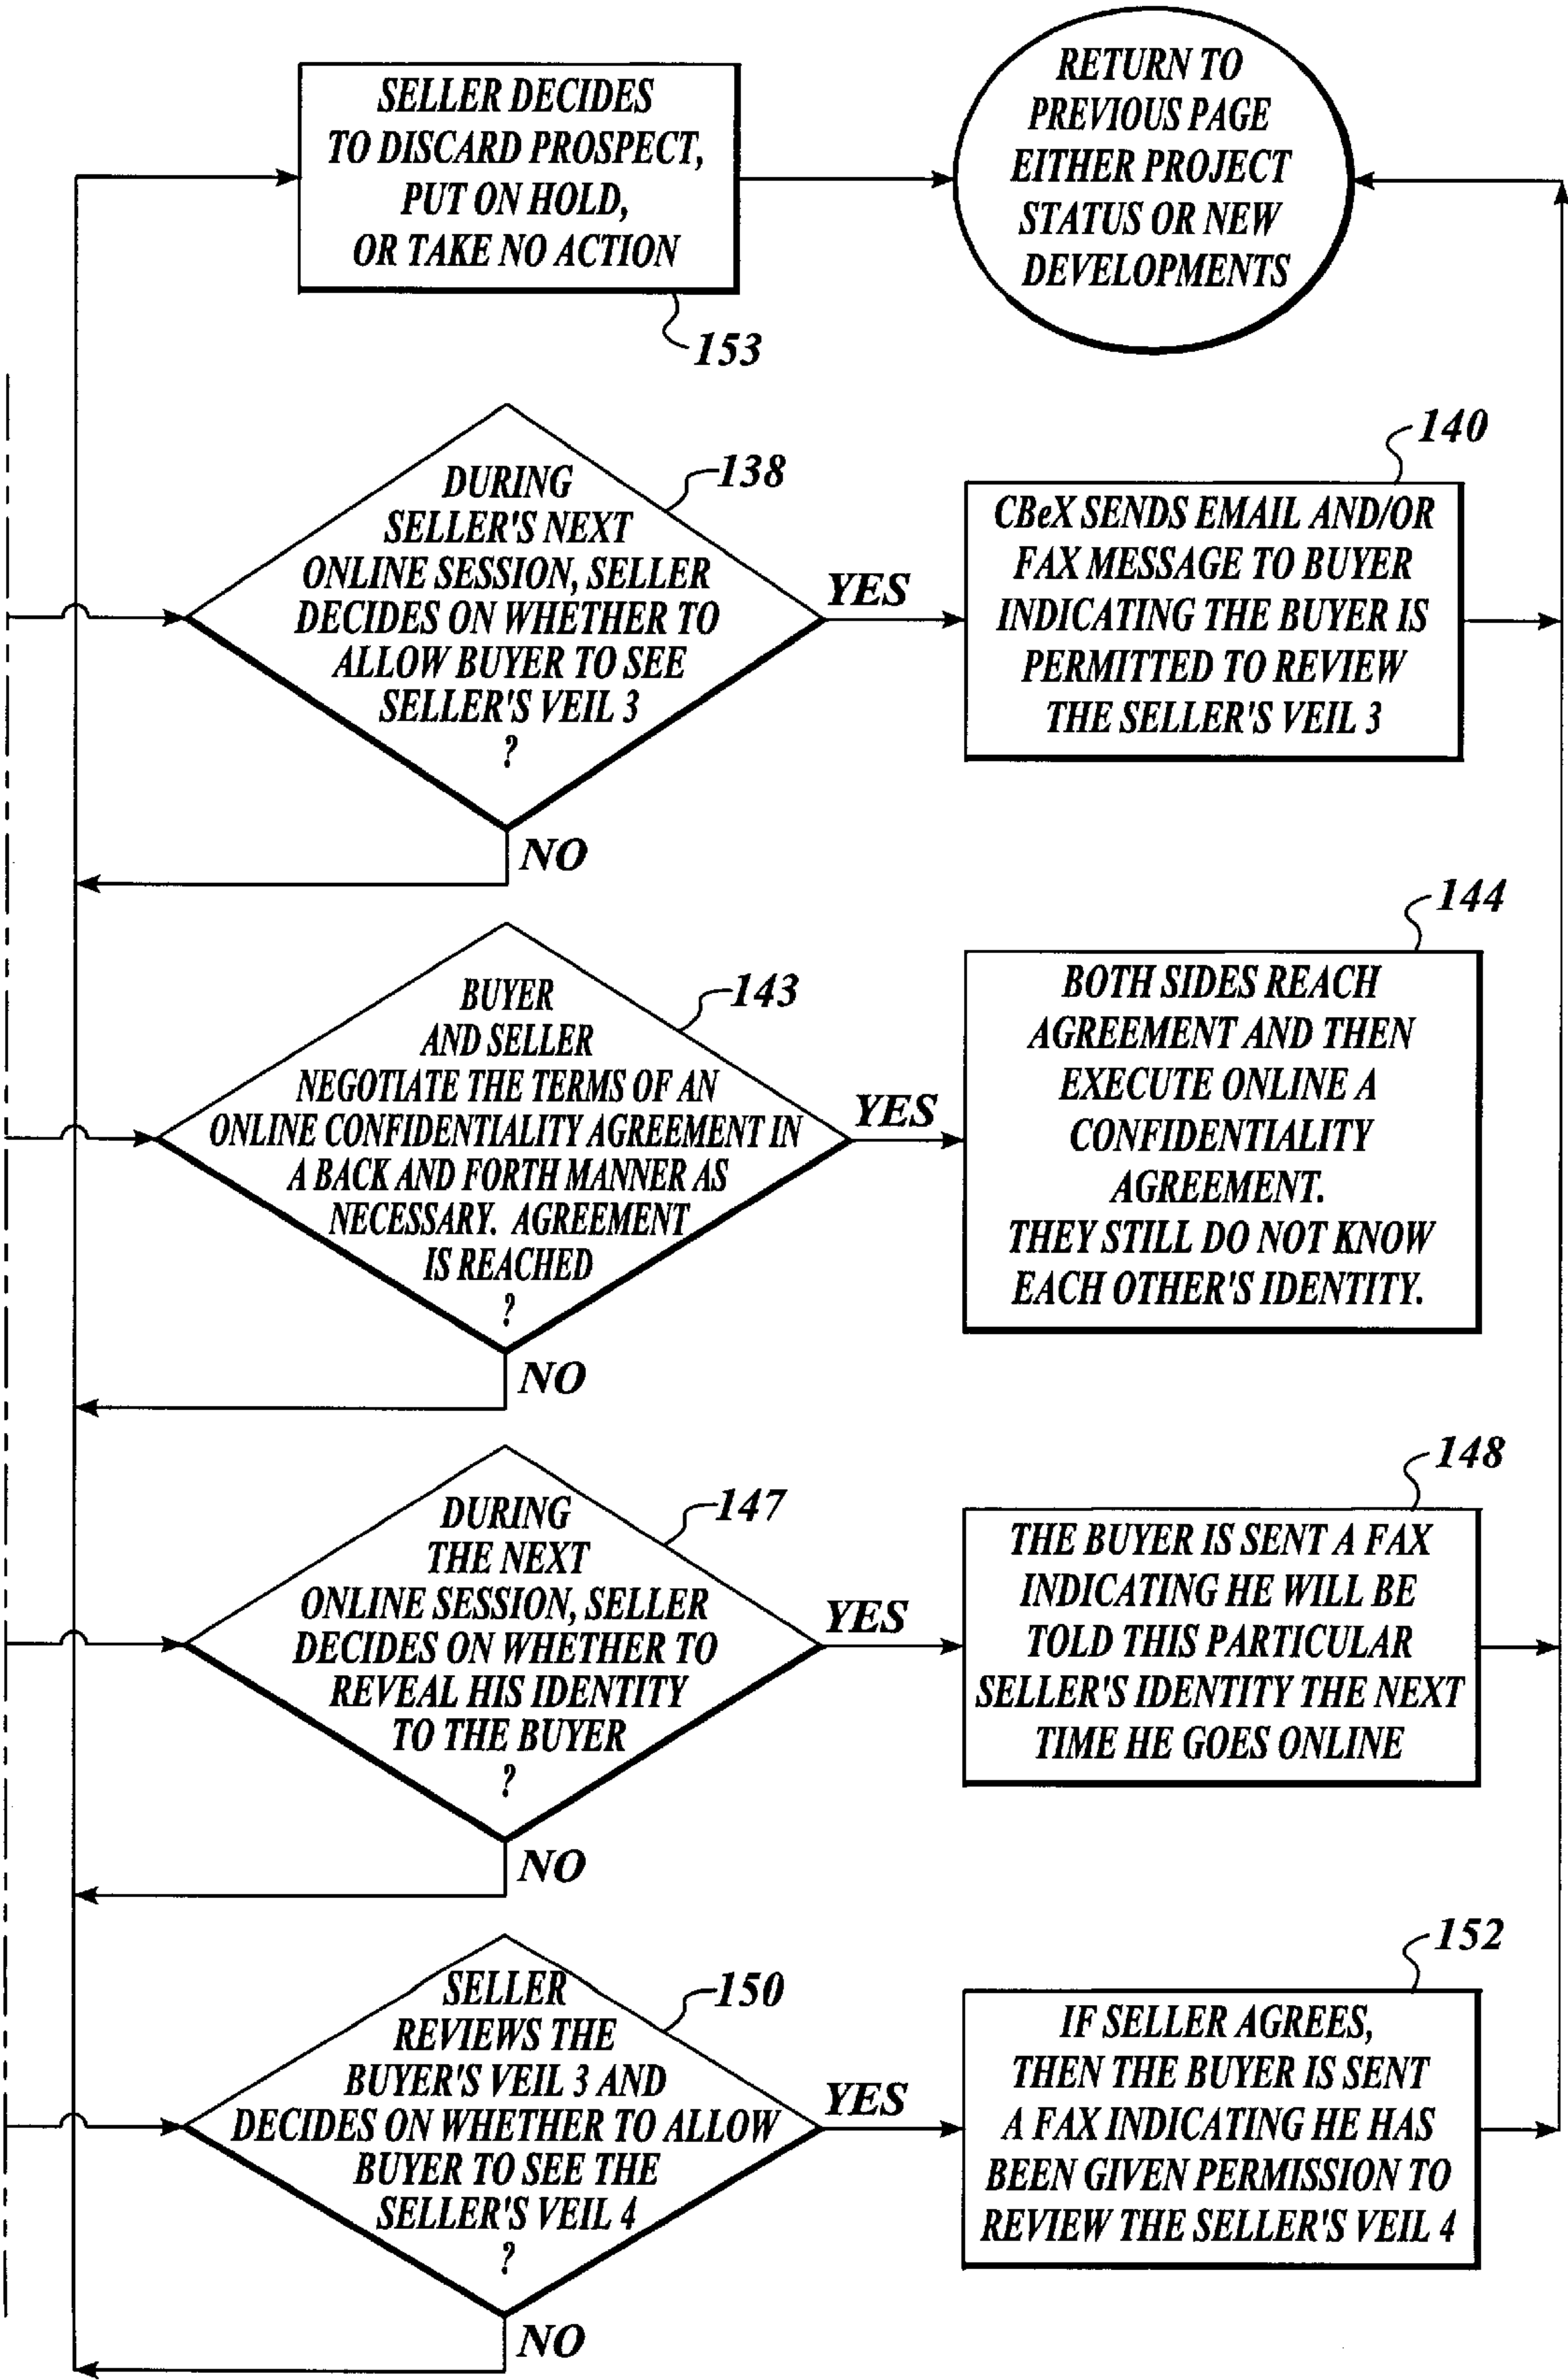 SELLER DECIDES
TO DISCARD PROSPECT,
PUT ON HOLD,
OR TAKE NO ACTION
153
RETURN TO
PREVIOUS PAGE
EITHER PROJECT
STATUS OR NEW
DEVELOPMENTS
DURING
SELLER'S NEXT
ONLINE SESSION, SELLER
DECIDES ON WHETHER TO
ALLOW BUYER TO SEE
SELLER'S VEIL 3
?
138
YES
NO
140
CBeX SENDS EMAIL AND/OR
FAX MESSAGE TO BUYER
INDICATING THE BUYER IS
PERMITTED TO REVIEW
THE SELLER'S VEIL 3
BUYER
AND SELLER
NEGOTIATE THE TERMS OF AN
ONLINE CONFIDENTIALITY AGREEMENT IN
A BACK AND FORTH MANNER AS
NECESSARY. AGREEMENT
IS REACHED
?
143
YES
NO
144
BOTH SIDES REACH
AGREEMENT AND THEN
EXECUTE ONLINE A
CONFIDENTIALITY
AGREEMENT.
THEY STILL DO NOT KNOW
EACH OTHER'S IDENTITY.
DURING
THE NEXT
ONLINE SESSION, SELLER
DECIDES ON WHETHER TO
REVEAL HIS IDENTITY
TO THE BUYER
?
147
YES
NO
148
THE BUYER IS SENT A FAX
INDICATING HE WILL BE
TOLD THIS PARTICULAR
SELLER'S IDENTITY THE NEXT
TIME HE GOES ONLINE
SELLER
REVIEWS THE
BUYER'S VEIL 3 AND
DECIDES ON WHETHER TO ALLOW
BUYER TO SEE THE
SELLER'S VEIL 4
?
150
YES
NO
152
IF SELLER AGREES,
THEN THE BUYER IS SENT
A FAX INDICATING HE HAS
BEEN GIVEN PERMISSION TO
REVIEW THE SELLER'S VEIL 4